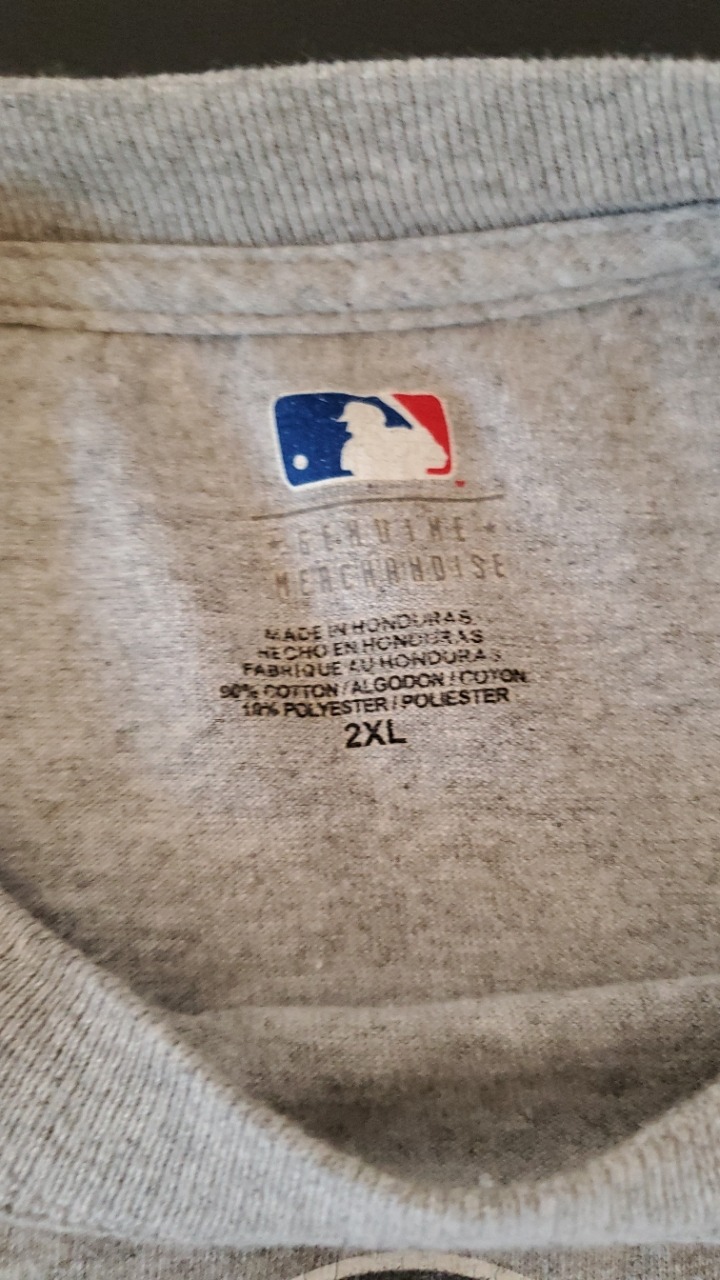 GENUINE
MERCHANDISE
MADE IN HONDURAS
HECHO EN HONDURAS
FABRIQUE AU HONDURAS
90% COTTON / ALGODON / COTON
10% POLYESTER / POLIESTER
2XL